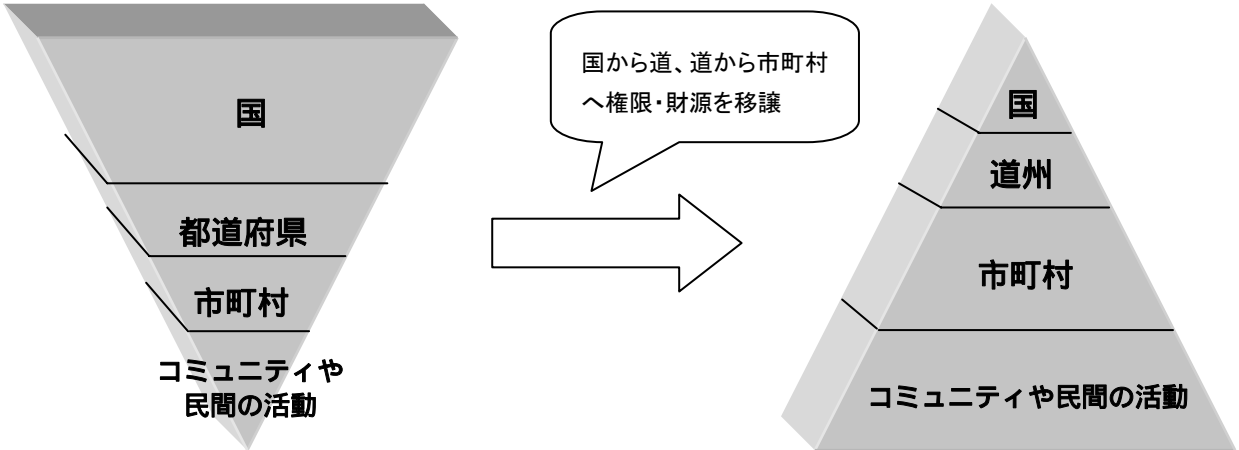 国
都道府県
市町村
コミュニティや
民間の活動
国から道、道から市町村
へ権限・財源を移譲
国
道州
市町村
コミュニティや民間の活動